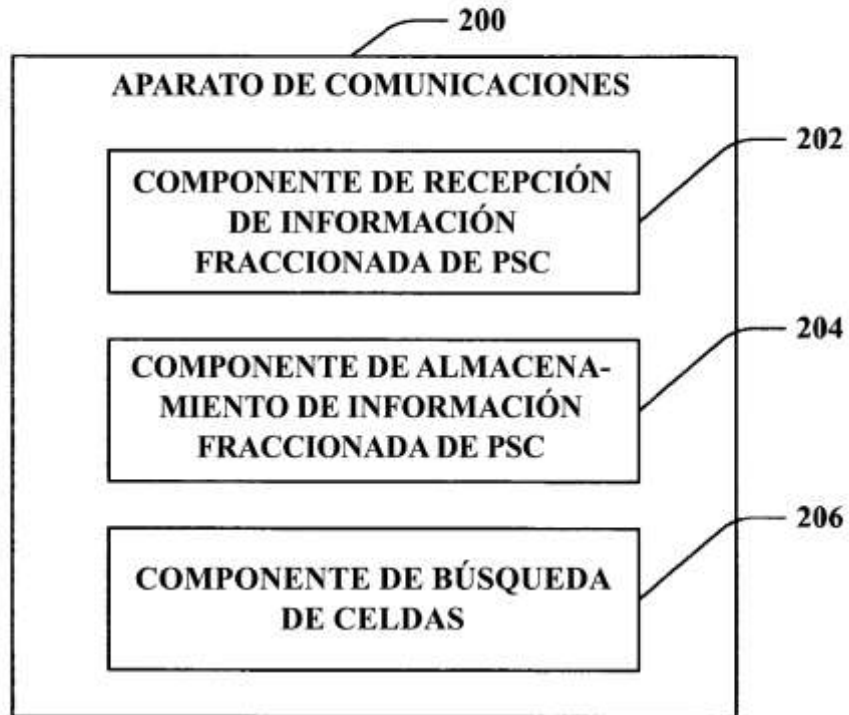 200
APARATO DE COMUNICACIONES
202
COMPONENTE DE RECEPCIÓN
DE INFORMACIÓN
FRACCIONADA DE PSC
204
COMPONENTE DE ALMACENA-
MIENTO DE INFORMACIÓN
FRACCIONADA DE PSC
206
COMPONENTE DE BÚSQUEDA
DE CELDAS